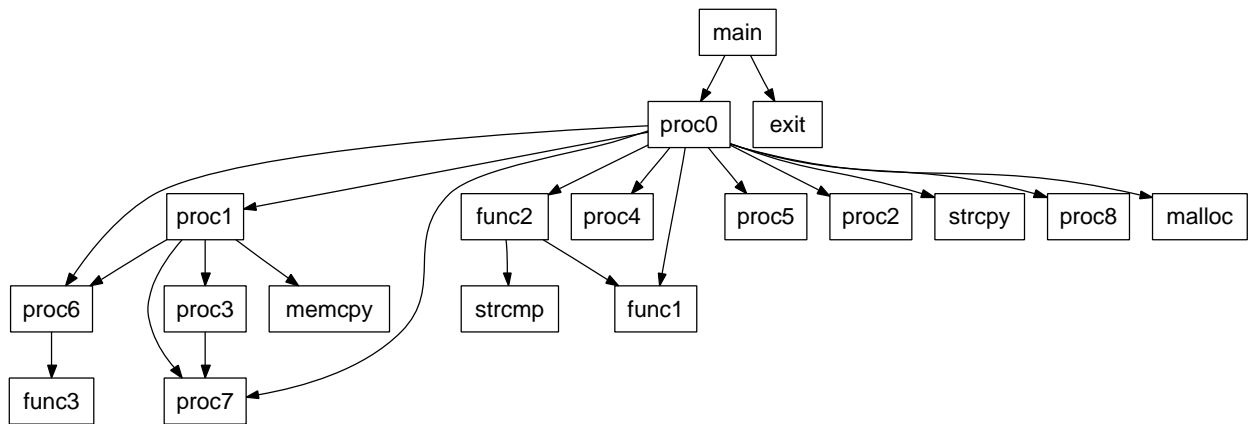 main
proc0
exit
proc1
func2
proc4
proc5
proc2
strcpy
proc8
malloc
proc6
proc3
memcpy
strcmp
func1
func3
proc7